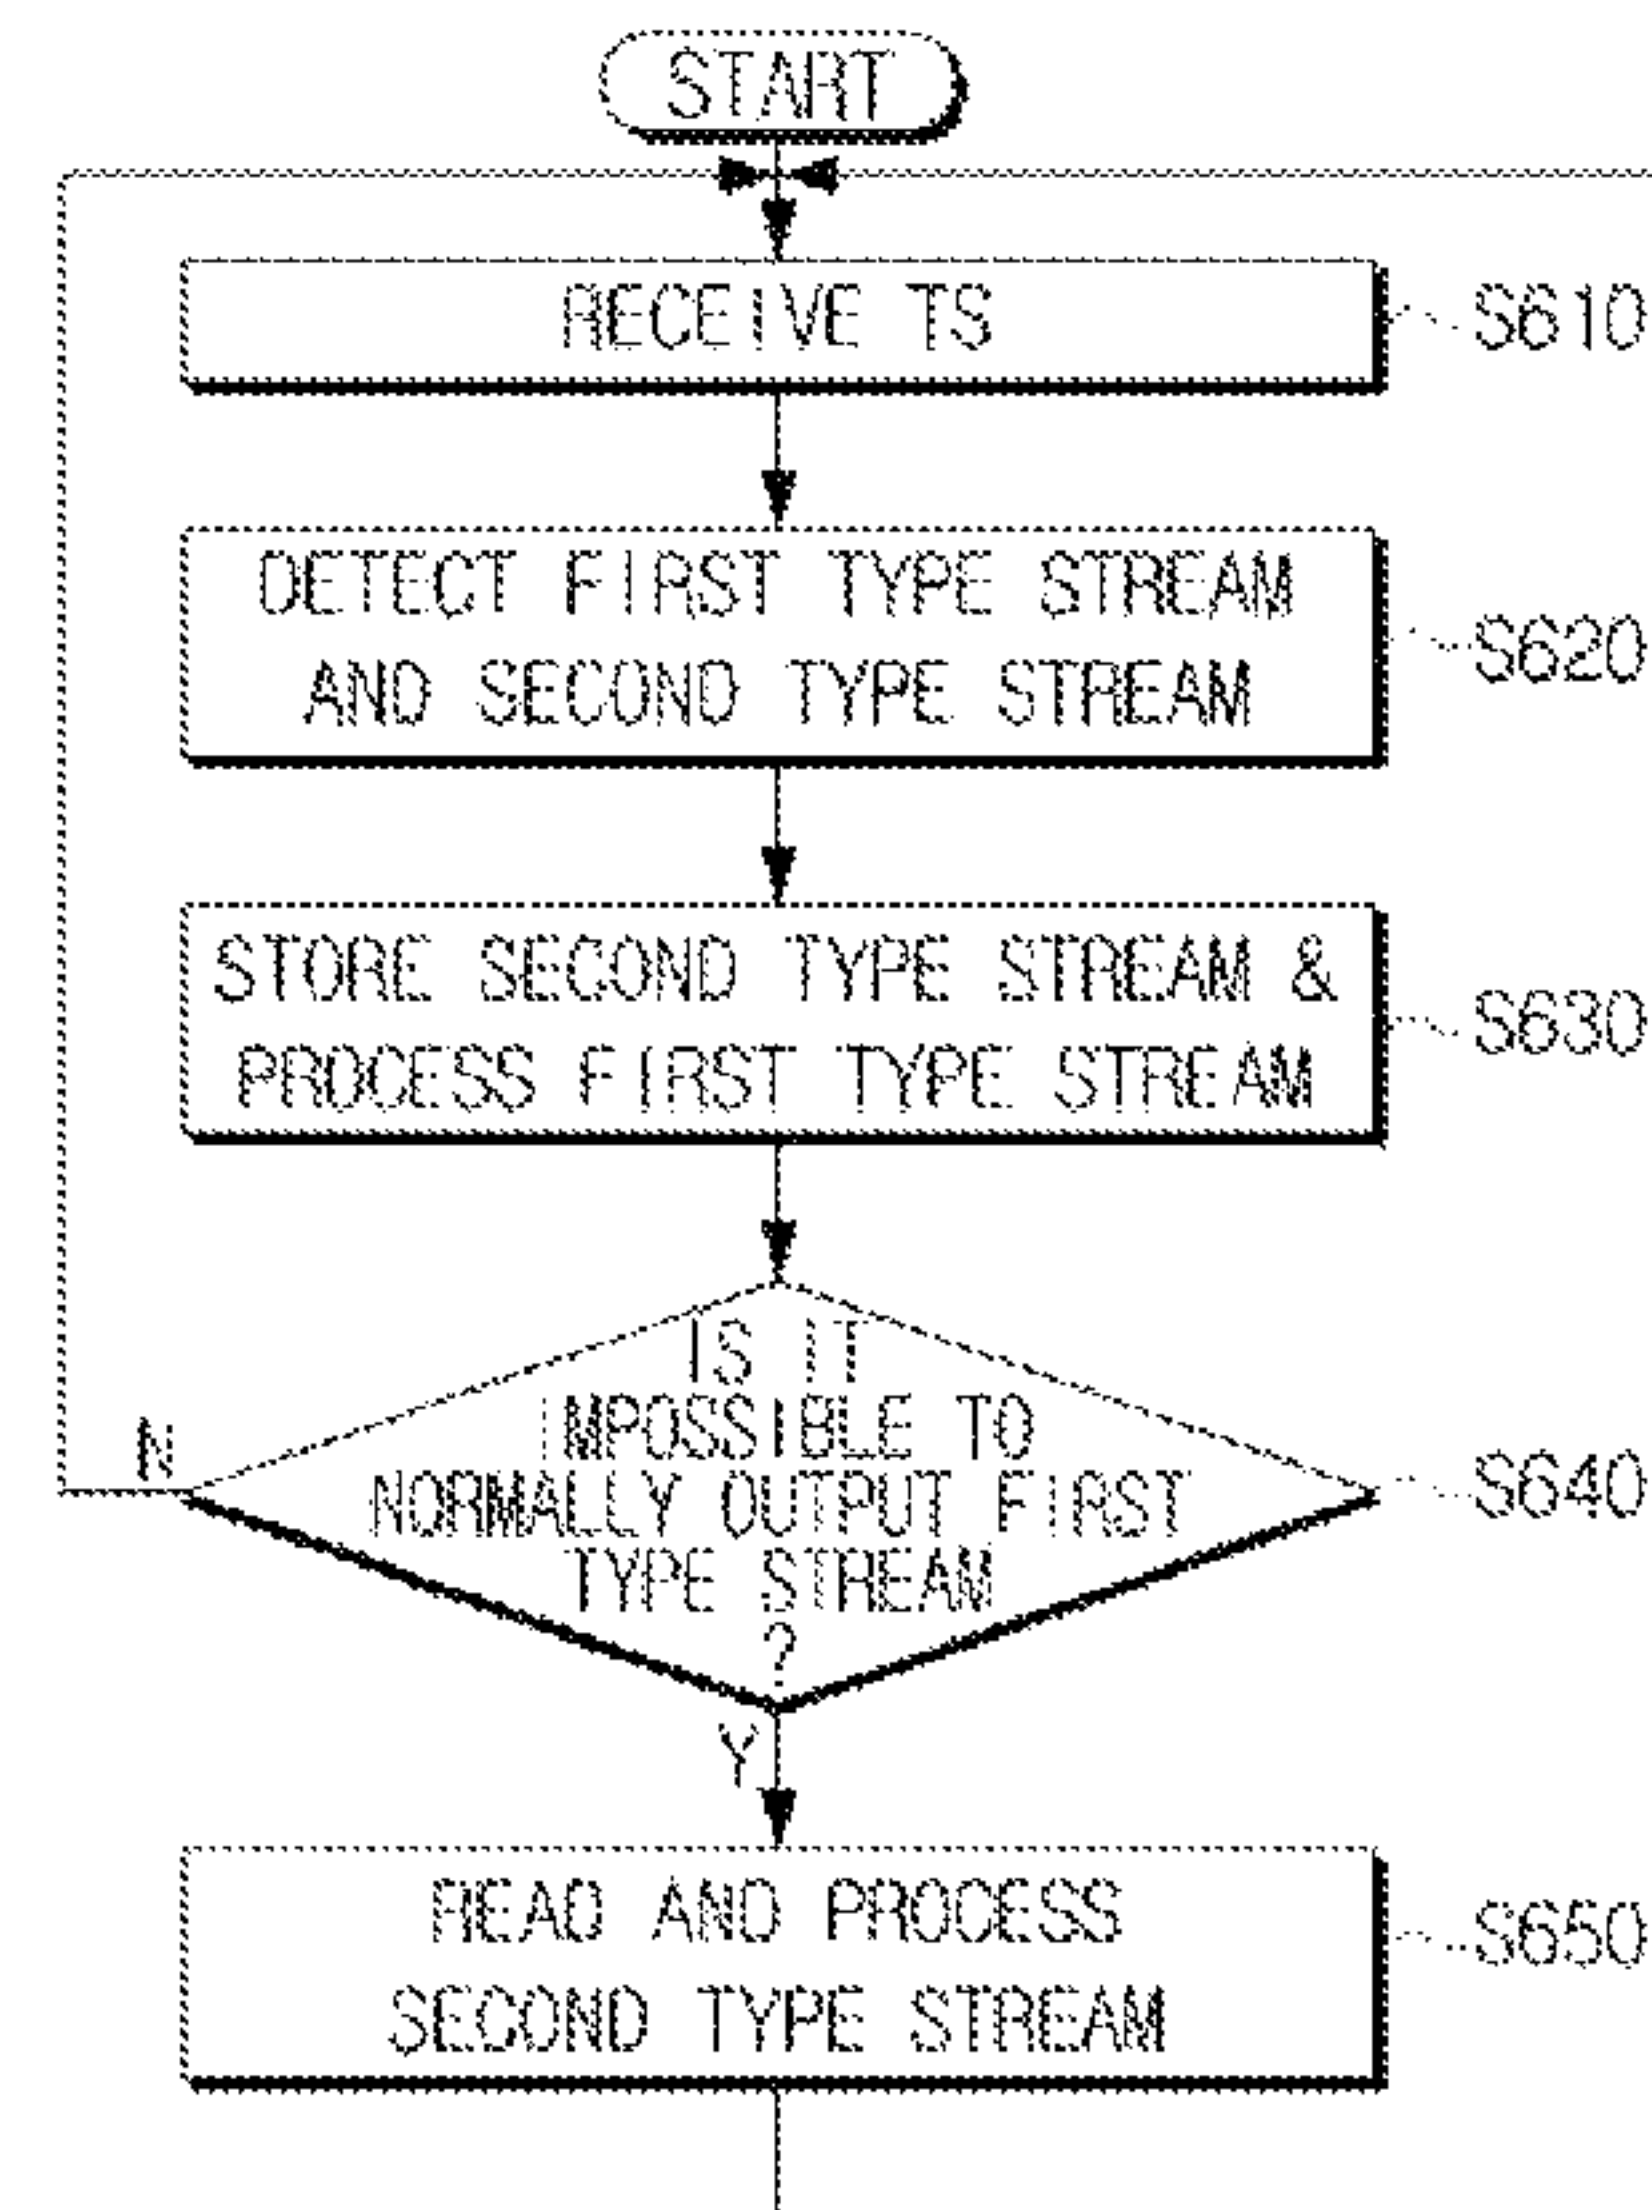 START
RECEIVE TS
S610
DETECT FIRST TYPE STREAM
AND SECOND TYPE STREAM
S620
STORE SECOND TYPE STREAM &
PROCESS FIRST TYPE STREAM
S630
IS IT
IMPOSSIBLE TO
NORMALLY OUTPUT FIRST
TYPE STREAM
?
N
S640
Y
READ AND PROCESS
SECOND TYPE STREAM
S650